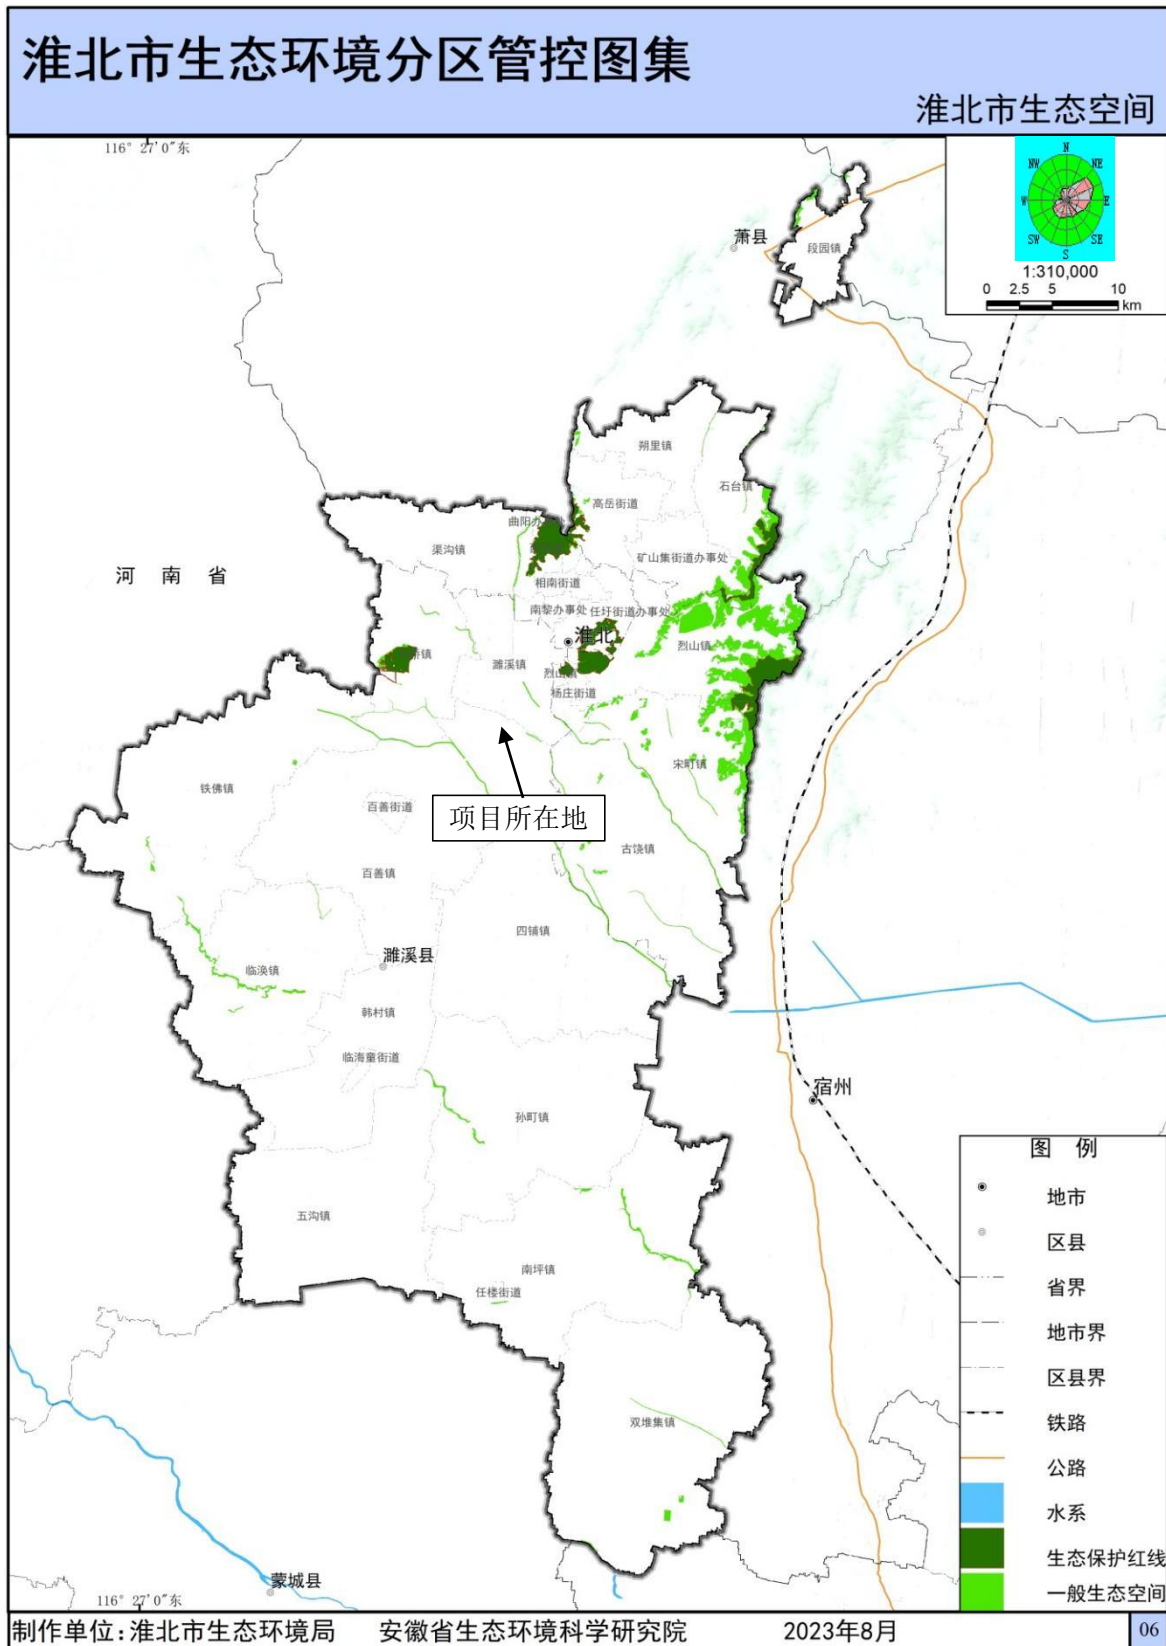 淮北市生态环境分区管控图集
淮北市生态空间
116° 27′0″东
N
NW
NE
W
E
SW
SE
S
1:310,000
0 2.5 5 10
km
萧县
段园镇
朔里镇
石台镇
高岳街道
曲阳办
渠沟镇
矿山集街道办事处
河 南 省
相南街道
南黎办事处
任圩街道办事处
淮北
烈山镇
桥镇
濉溪镇
烈山镇
杨庄街道
宋町镇
铁佛镇
百善街道
项目所在地
古饶镇
百善镇
四铺镇
濉溪县
临涣镇
韩村镇
临海童街道
宿州
孙町镇
五沟镇
南坪镇
任楼街道
双堆集镇
蒙城县
116° 27′0″东
图 例
地市
区县
省界
地市界
区县界
铁路
公路
水系
生态保护红线
一般生态空间
制作单位:淮北市生态环境局 安徽省生态环境科学研究院 2023年8月 06